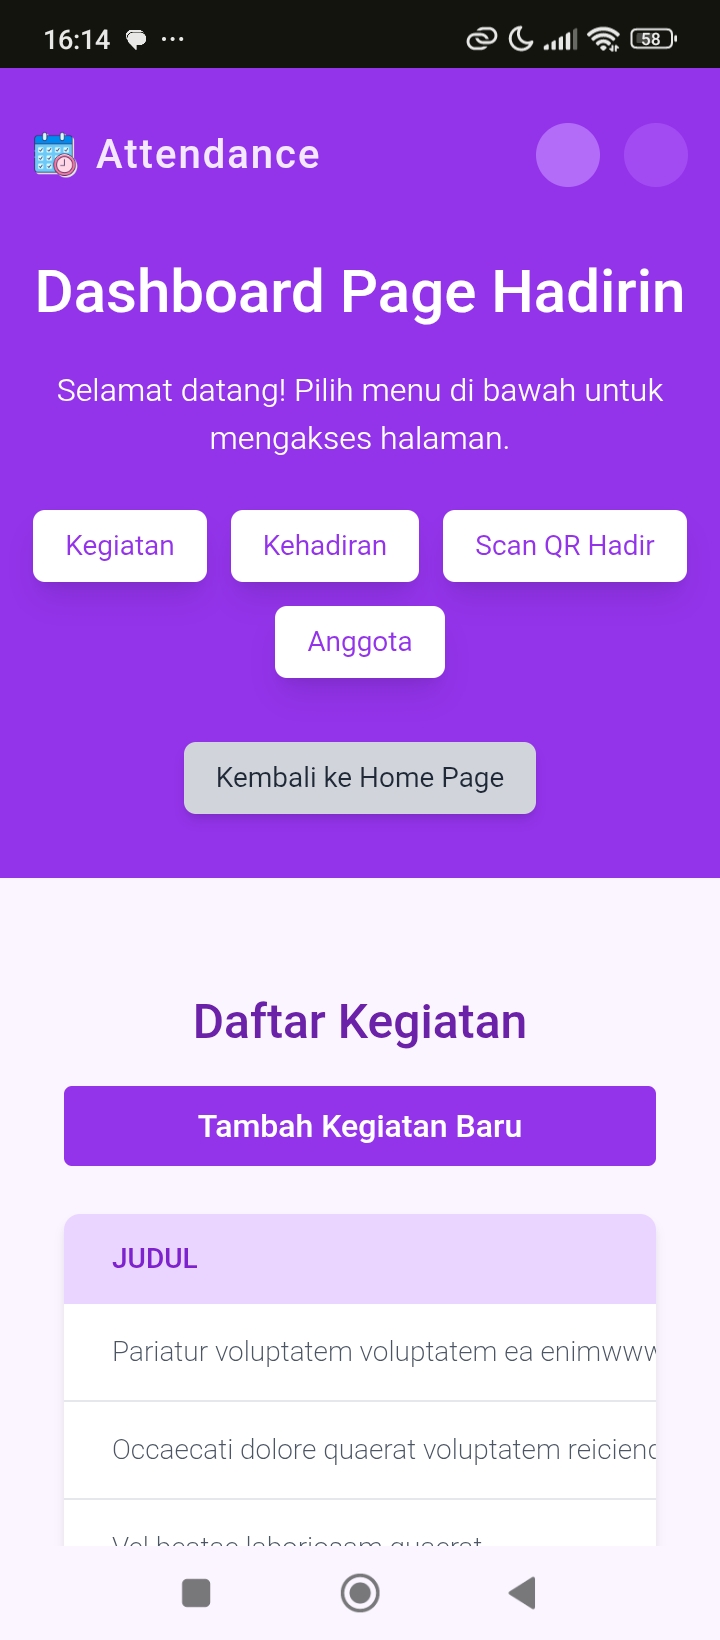 16:14
58
Attendance
Dashboard Page Hadirin
Selamat datang! Pilih menu di bawah untuk
mengakses halaman.
Kegiatan Kehadiran Scan QR Hadir
Anggota
Kembali ke Home Page
Daftar Kegiatan
Tambah Kegiatan Baru
JUDUL
Pariatur voluptatem voluptatem ea enimwww
Occaecati dolore quaerat voluptatem reiciend